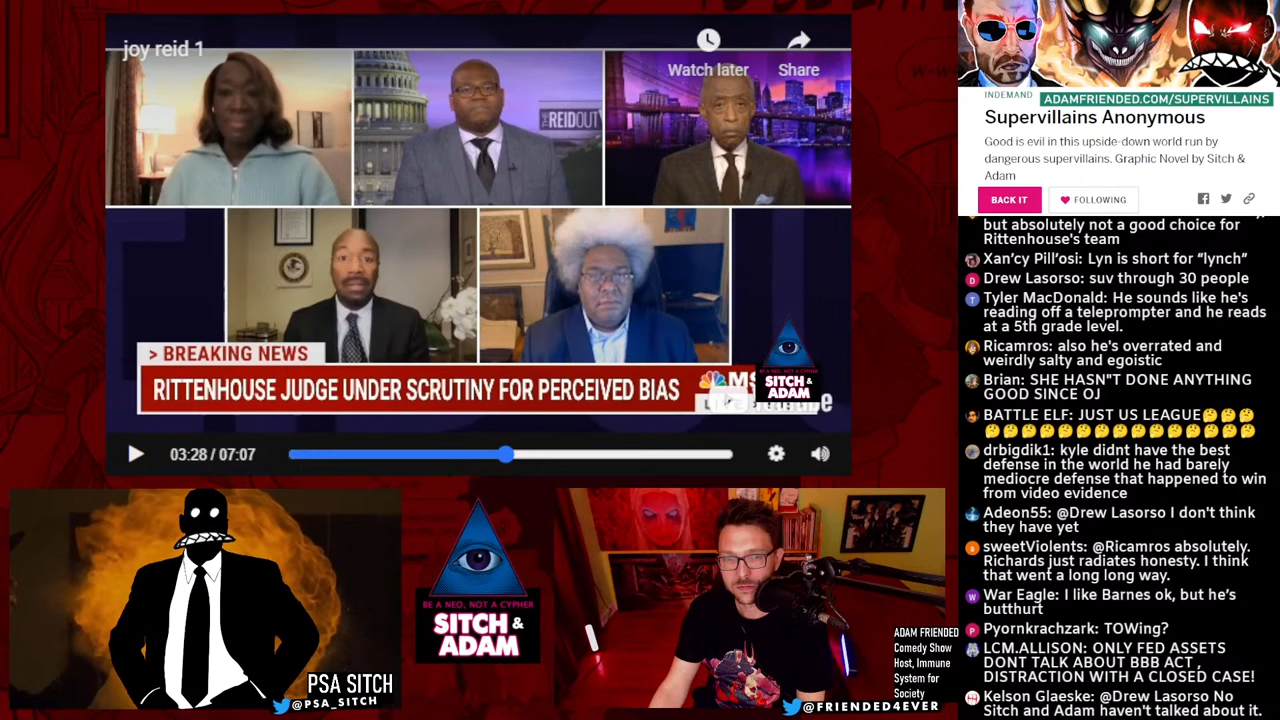 joy reid 1
Watch later
Share
THE REIDOUT
> BREAKING NEWS
RITTENHOUSE JUDGE UNDER SCRUTINY FOR PERCEIVED BIAS
BE A NEO, NOT A CYPHER
SITCH &
ADAM
03:28 / 07:07
INDEMAND
ADAMFRIENDED.COM/SUPERVILLAINS
Supervillains Anonymous
Good is evil in this upside-down world run by
dangerous supervillains. Graphic Novel by Sitch &
Adam
BACK IT
FOLLOWING
but absolutely not a good choice for
Rittenhouse's team
Xan'cy Pill'osi: Lyn is short for "lynch"
Drew Lasorso: suv through 30 people
Tyler MacDonald: He sounds like he's
reading off a teleprompter and he reads
at a 5th grade level.
Ricamros: also he's overrated and
weirdly salty and egoistic
Brian: SHE HASN"T DONE ANYTHING
GOOD SINCE OJ
BATTLE ELF: JUST US LEAGUE🤔🤔🤔
🤔🤔🤔🤔🤔🤔🤔🤔🤔🤔🤔🤔🤔🤔🤔
drbigdik1: kyle didnt have the best
defense in the world he had barely
mediocre defense that happened to win
from video evidence
Adeon55: @Drew Lasorso I don't think
they have yet
sweetViolents: @Ricamros absolutely.
Richards just radiates honesty. I think
that went a long long way.
War Eagle: I like Barnes ok, but he's
butthurt
Pyornkrachzark: TOWing?
LCM.ALLISON: ONLY FED ASSETS
DONT TALK ABOUT BBB ACT ,
DISTRACTION WITH A CLOSED CASE!
Kelson Glaeske: @Drew Lasorso No
Sitch and Adam haven't talked about it.
PSA SITCH
@PSA_SITCH
BE A NEO, NOT A CYPHER
SITCH &
ADAM
ADAM FRIENDED
Comedy Show
Host, Immune
System for
Society
@FRIENDED4EVER